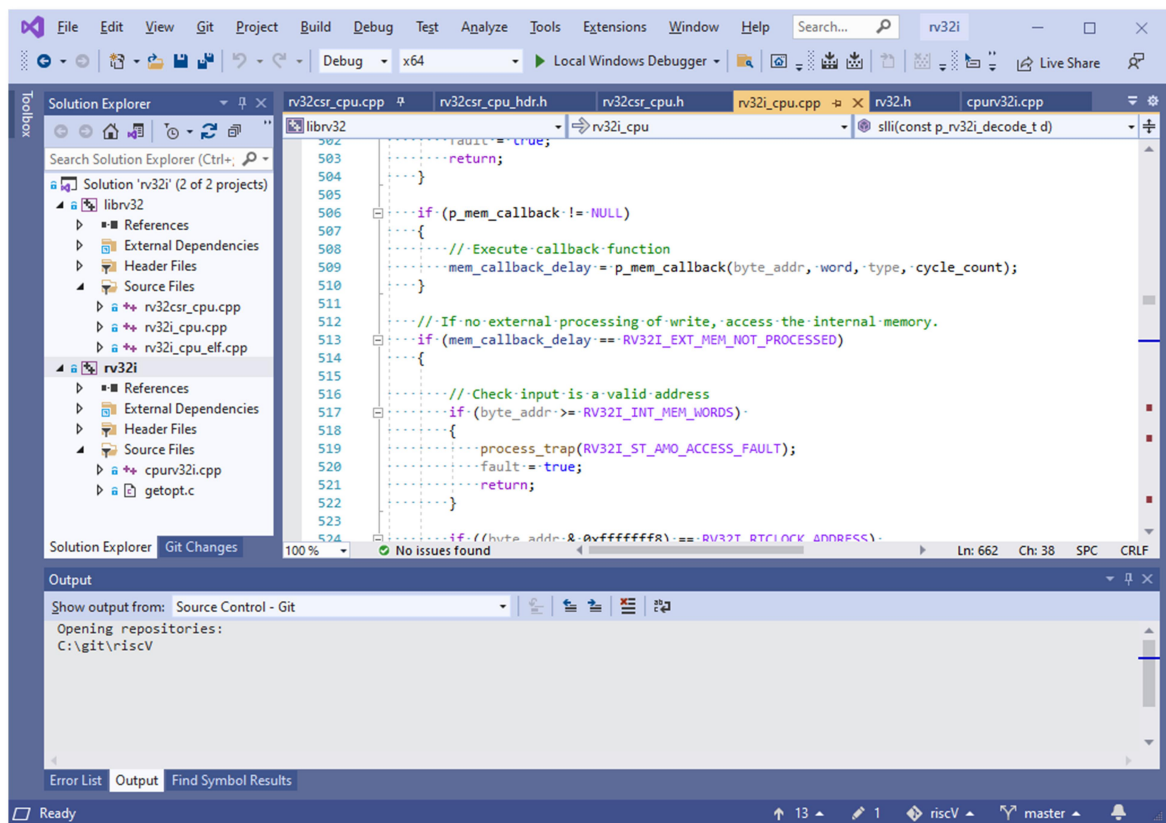 File Edit View Git Project Build Debug Test Analyze Tools Extensions Window Help Search... rv32i
Debug x64 Local Windows Debugger Live Share
Toolbox
Solution Explorer
Search Solution Explorer (Ctrl+;
Solution 'rv32i' (2 of 2 projects)
librv32
References
External Dependencies
Header Files
Source Files
rv32csr_cpu.cpp
rv32i_cpu.cpp
rv32i_cpu_elf.cpp
rv32i
References
External Dependencies
Header Files
Source Files
cpurv32i.cpp
getopt.c
Solution Explorer Git Changes
rv32csr_cpu.cpp rv32csr_cpu_hdr.h rv32csr_cpu.h rv32i_cpu.cpp rv32.h cpurv32i.cpp
librv32 rv32i_cpu slli(const p_rv32i_decode_t d)
502 fault = true;
503 return;
504 }
505
506 if (p_mem_callback != NULL)
507 {
508 // Execute callback function
509 mem_callback_delay = p_mem_callback(byte_addr, word, type, cycle_count);
510 }
511
512 // If no external processing of write, access the internal memory.
513 if (mem_callback_delay == RV32I_EXT_MEM_NOT_PROCESSED)
514 {
515
516 // Check input is a valid address
517 if (byte_addr >= RV32I_INT_MEM_WORDS)
518 {
519 process_trap(RV32I_ST_AMO_ACCESS_FAULT);
520 fault = true;
521 return;
522 }
523
524 if ((byte_addr & 0xfffffff8) == RV32I_RTCLOCK_ADDRESS)
100 % No issues found Ln: 662 Ch: 38 SPC CRLF
Output
Show output from: Source Control - Git
Opening repositories:
C:\git\riscV
Error List Output Find Symbol Results
Ready 13 1 riscV master